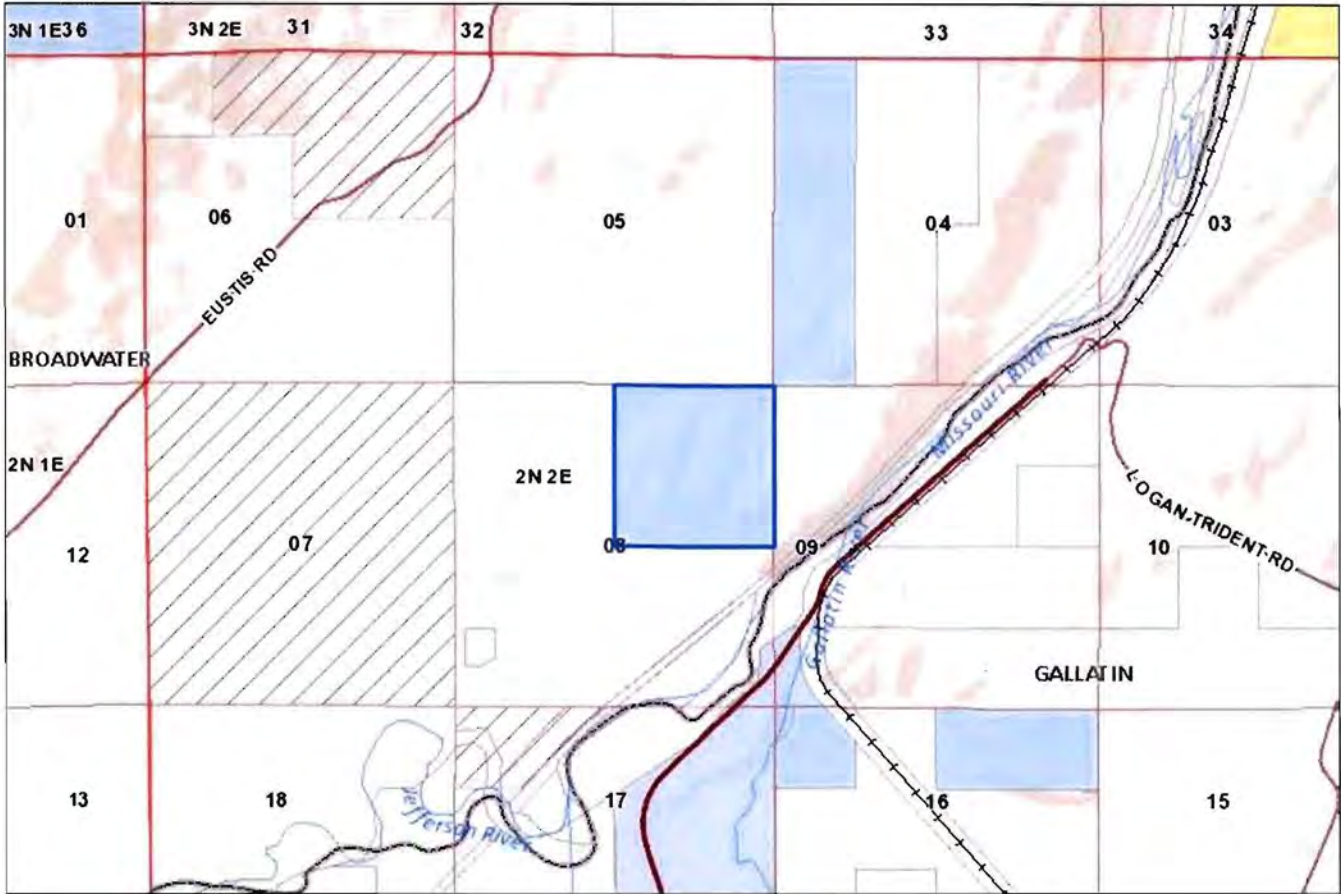 3N 1E36
3N 2E
31
32
33
34
01
06
05
04
03
EUSTIS RD
BROADWATER
Missouri River
2N 1E
2N 2E
LOGAN-TRIDENT RD
12
07
08
09
10
Gallatin River
GALLATIN
13
18
Jefferson River
17
16
15